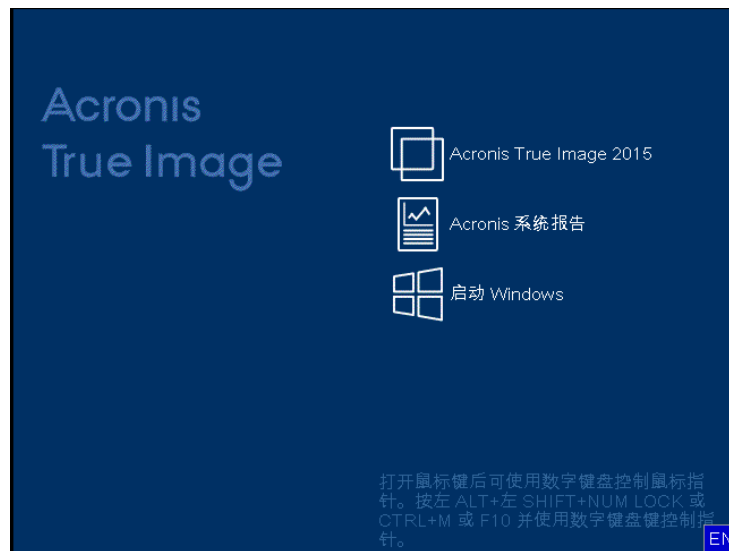 Acronis
True Image
Acronis True Image 2015
Acronis 系统报告
启动 Windows
打开鼠标键后可使用数字键盘控制鼠标指
针。按左 ALT+左 SHIFT+NUM LOCK 或
CTRL+M 或 F10 并使用数字键盘键控制指
针。
EN